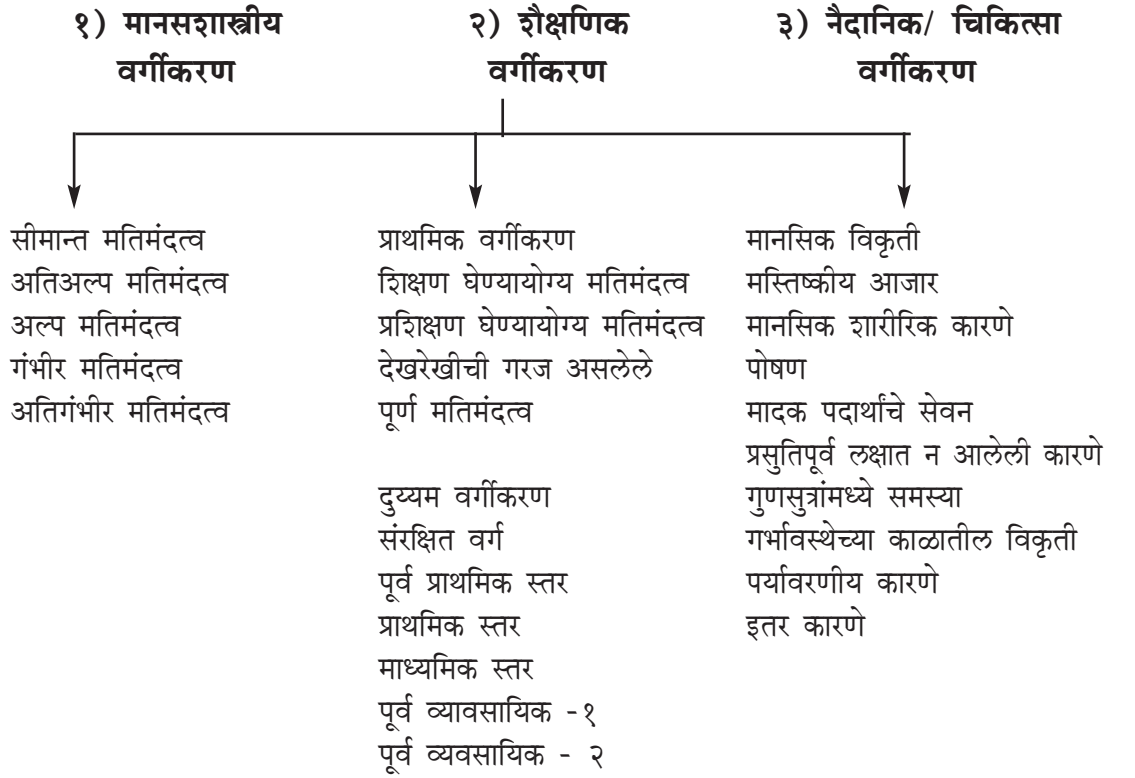 १) मानसशास्त्रीय
वर्गीकरण
२) शैक्षणिक
वर्गीकरण
३) नैदानिक/ चिकित्सा
वर्गीकरण
सीमान्त मतिमंदत्व
अतिअल्प मतिमंदत्व
अल्प मतिमंदत्व
गंभीर मतिमंदत्व
अतिगंभीर मतिमंदत्व
प्राथमिक वर्गीकरण
शिक्षण घेण्यायोग्य मतिमंदत्व
प्रशिक्षण घेण्यायोग्य मतिमंदत्व
देखरेखीची गरज असलेले
पूर्ण मतिमंदत्व
दुय्यम वर्गीकरण
संरक्षित वर्ग
पूर्व प्राथमिक स्तर
प्राथमिक स्तर
माध्यमिक स्तर
पूर्व व्यावसायिक -१
पूर्व व्यवसायिक - २
मानसिक विकृती
मस्तिष्कीय आजार
मानसिक शारीरिक कारणे
पोषण
मादक पदार्थांचे सेवन
प्रसुतिपूर्व लक्षात न आलेली कारणे
गुणसुत्रांमध्ये समस्या
गर्भावस्थेच्या काळातील विकृती
पर्यावरणीय कारणे
इतर कारणे